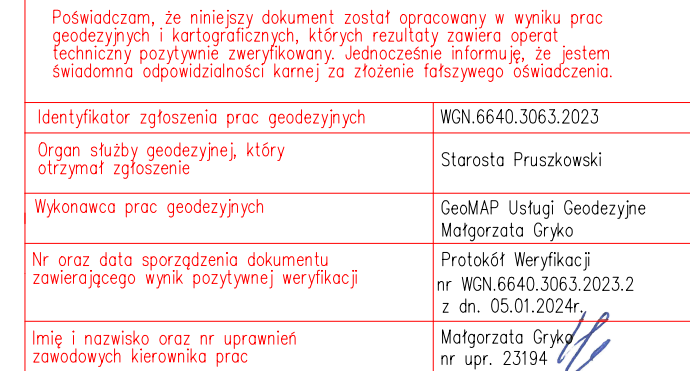 Poświadczam, że niniejszy dokument został opracowany w wyniku prac
geodezyjnych i kartograficznych, których rezultaty zawiera operat
techniczny pozytywnie zweryfikowany. Jednocześnie informuję, że jestem
świadomna odpowidzialności karnej za złożenie fałszywego oświadczenia.
Identyfikator zgłoszenia prac geodezyjnych WGN.6640.3063.2023
Organ służby geodezyjnej, który
otrzymał zgłoszenie
Starosta Pruszkowski
Wykonawca prac geodezyjnych
GeoMAP Usługi Geodezyjne
Małgorzata Gryko
Nr oraz data sporządzenia dokumentu
zawierającego wynik pozytywnej weryfikacji
Protokół Weryfikacji
nr WGN.6640.3063.2023.2
z dn. 05.01.2024r.
Imię i nazwisko oraz nr uprawnień
zawodowych kierownika prac
Małgorzata Gryko
nr upr. 23194